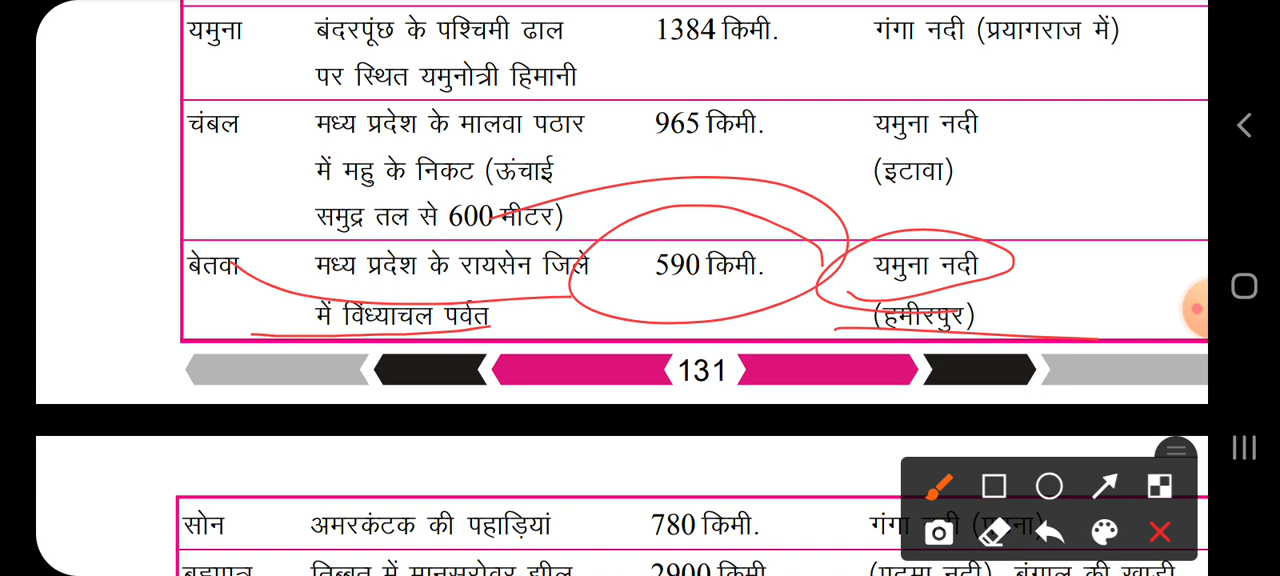 यमुना बंदरपूंछ के पश्चिमी ढाल 1384 किमी. गंगा नदी (प्रयागराज में)
पर स्थित यमुनोत्री हिमानी
चंबल मध्य प्रदेश के मालवा पठार 965 किमी. यमुना नदी
में महु के निकट (ऊंचाई (इटावा)
समुद्र तल से 600 मीटर)
बेतवा मध्य प्रदेश के रायसेन जिले 590 किमी. यमुना नदी
में विंध्याचल पर्वत (हमीरपुर)
131
सोन अमरकंटक की पहाड़ियां 780 किमी.
2900